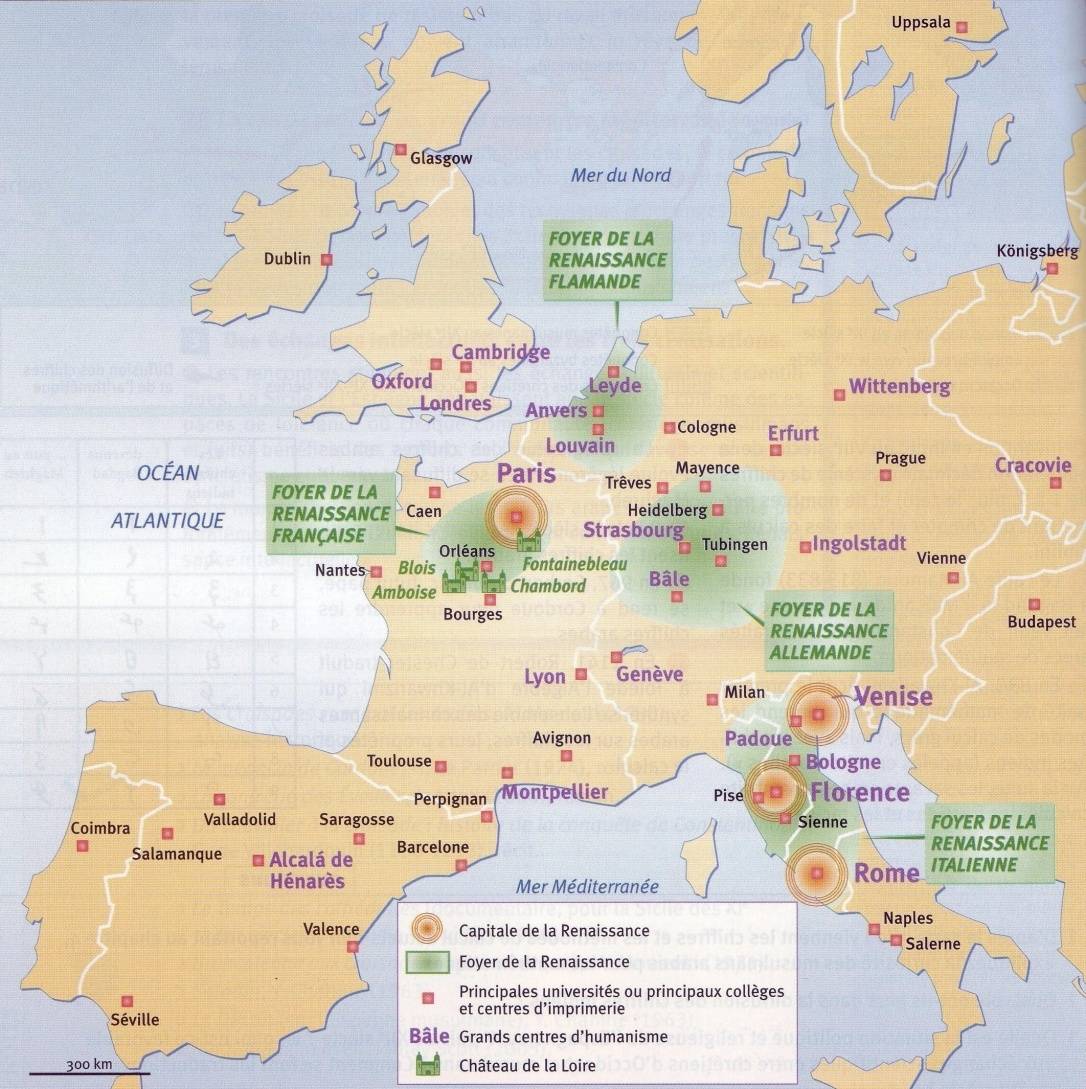 Uppsala
Glasgow
Mer du Nord
FOYER DE LA
RENAISSANCE
FLAMANDE
Dublin
Königsberg
Cambridge
Oxford
Londres
Leyde
Anvers
Louvain
Wittenberg
Cologne
Erfurt
OCÉAN
ATLANTIQUE
Paris
Mayence
Trêves
Prague
Cracovie
FOYER DE LA
RENAISSANCE
FRANÇAISE
Caen
Heidelberg
Strasbourg
Tubingen
Ingolstadt
Orléans
Vienne
Nantes
Blois
Amboise
Fontainebleau
Chambord
Bâle
Bourges
Budapest
FOYER DE LA
RENAISSANCE
ALLEMANDE
Lyon
Genève
Milan
Venise
Padoue
Avignon
Toulouse
Bologne
Montpellier
Perpignan
Pise
Florence
Sienne
Coimbra
Valladolid
Saragosse
Salamanque
Barcelone
Alcalá de
Hénarès
FOYER DE LA
RENAISSANCE
ITALIENNE
Rome
Mer Méditerranée
Valence
Naples
Salerne
Séville
300 km
Capitale de la Renaissance
Foyer de la Renaissance
Principales universités ou principaux collèges
et centres d'imprimerie
Bâle
Grands centres d'humanisme
Château de la Loire